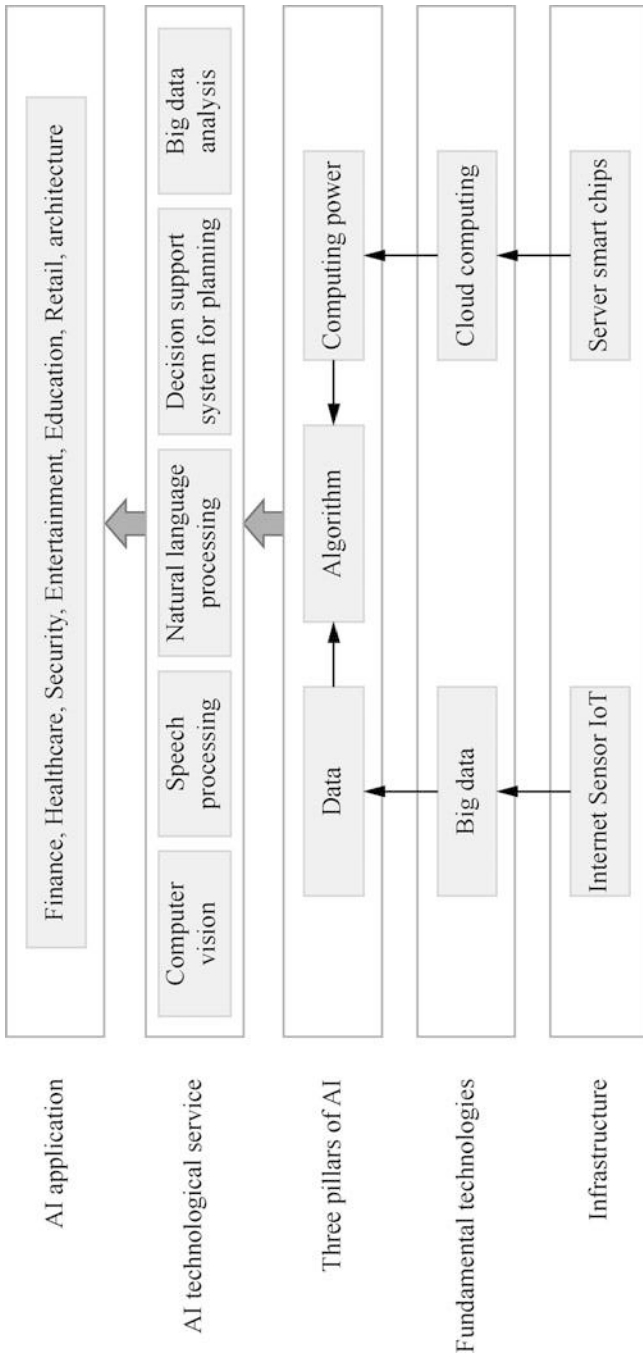 AI application
Finance, Healthcare, Security, Entertainment, Education, Retail, architecture
AI technological service
Computer
vision
Speech
processing
Natural language
processing
Decision support
system for planning
Big data
analysis
Three pillars of AI
Data
Algorithm
Computing power
Fundamental technologies
Big data
Cloud computing
Infrastructure
Internet Sensor IoT
Server smart chips